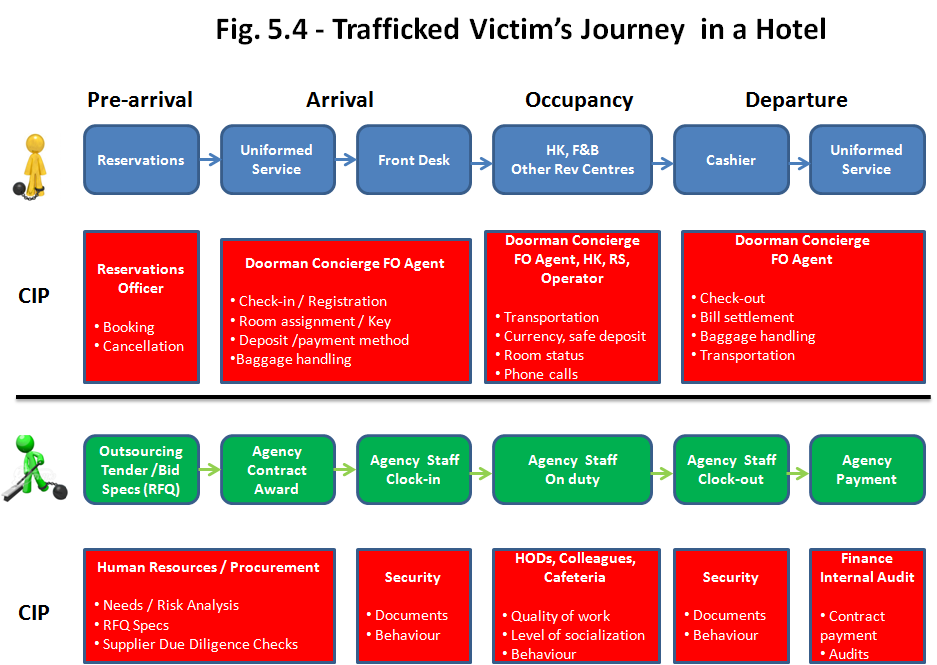 Fig. 5.4 - Trafficked Victim's Journey in a Hotel
Pre-arrival
Arrival
Occupancy
Departure
Reservations
Uniformed
Service
Front Desk
HK, F&B
Other Rev Centres
Cashier
Uniformed
Service
CIP
Reservations
Officer
• Booking
• Cancellation
Doorman Concierge FO Agent
• Check-in / Registration
• Room assignment / Key
• Deposit /payment method
•Baggage handling
Doorman Concierge
FO Agent, HK, RS,
Operator
• Transportation
• Currency, safe deposit
• Room status
• Phone calls
Doorman Concierge
FO Agent
• Check-out
• Bill settlement
• Baggage handling
• Transportation
Outsourcing
Tender /Bid
Specs (RFQ)
Agency
Contract
Award
Agency Staff
Clock-in
Agency Staff
On duty
Agency Staff
Clock-out
Agency
Payment
CIP
Human Resources / Procurement
• Needs / Risk Analysis
• RFQ Specs
• Supplier Due Diligence Checks
Security
• Documents
• Behaviour
HODs, Colleagues,
Cafeteria
• Quality of work
• Level of socialization
• Behaviour
Security
• Documents
• Behaviour
Finance
Internal Audit
• Contract
payment
• Audits